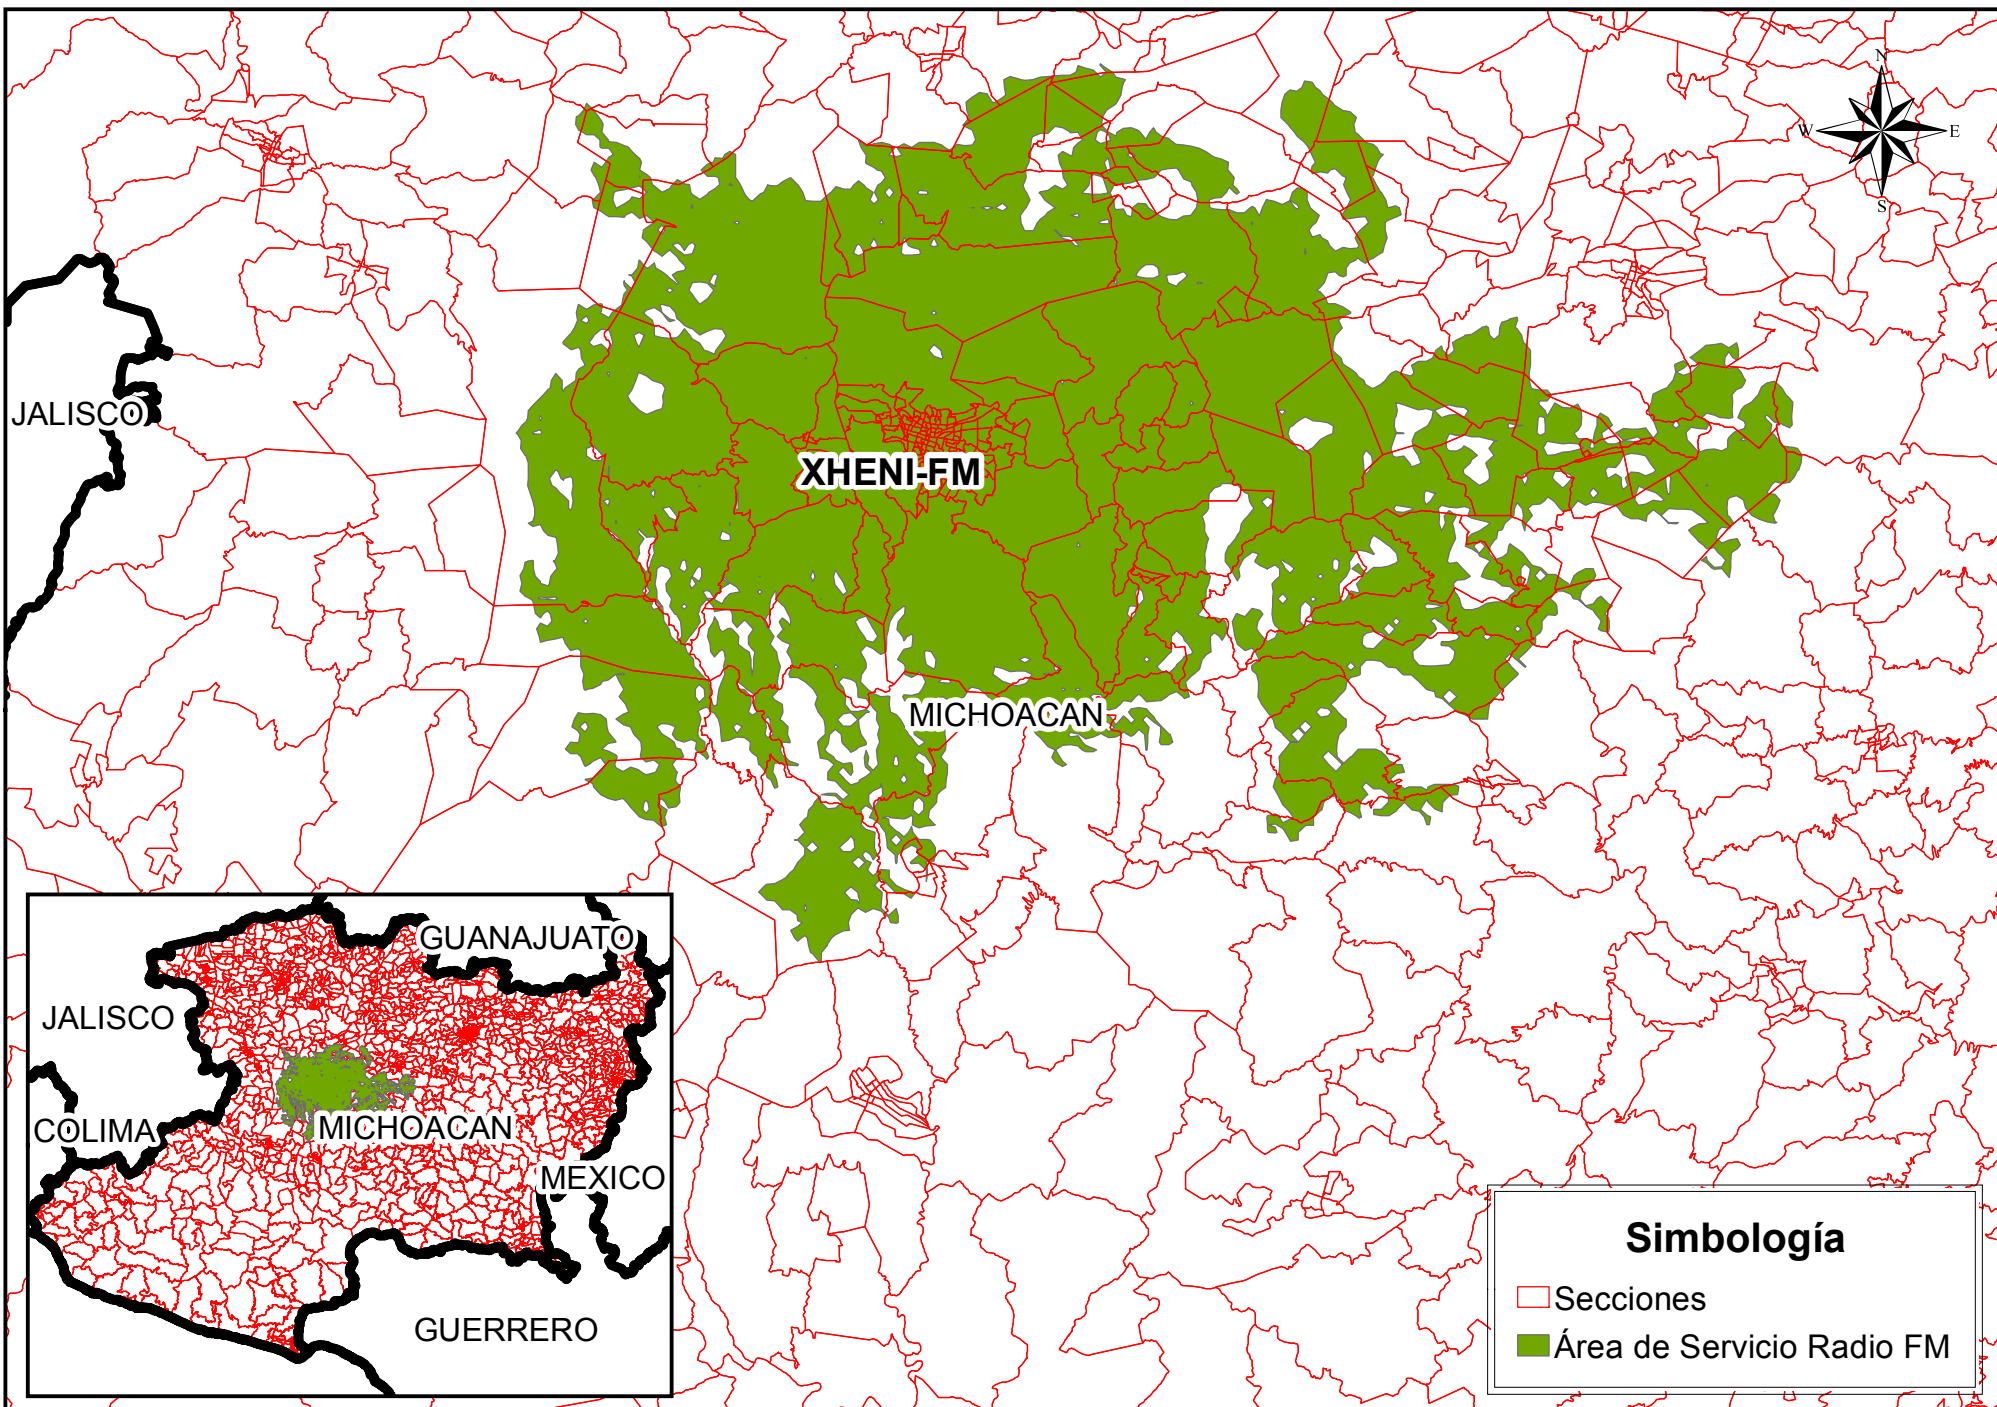 N
W E
S
JALISCO
XHENI-FM
MICHOACAN
GUANAJUATO
JALISCO
COLIMA
MICHOACAN
MEXICO
GUERRERO
Simbología
Secciones
Área de Servicio Radio FM